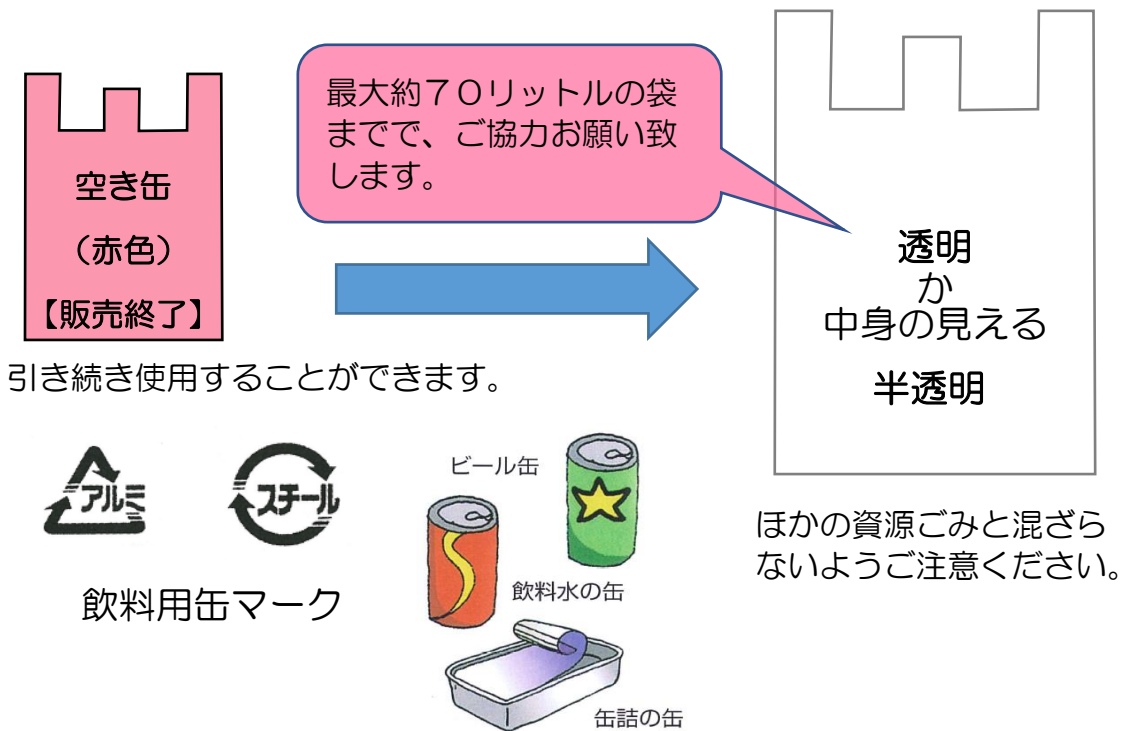 空き缶
（赤色）
【販売終了】
引き続き使用することができます。
最大約７０リットルの袋
までで、ご協力お願い致
します。
透明
か
中身の見える
半透明
ほかの資源ごみと混ざら
ないようご注意ください。
アルミ
スチール
飲料用缶マーク
ビール缶
飲料水の缶
缶詰の缶